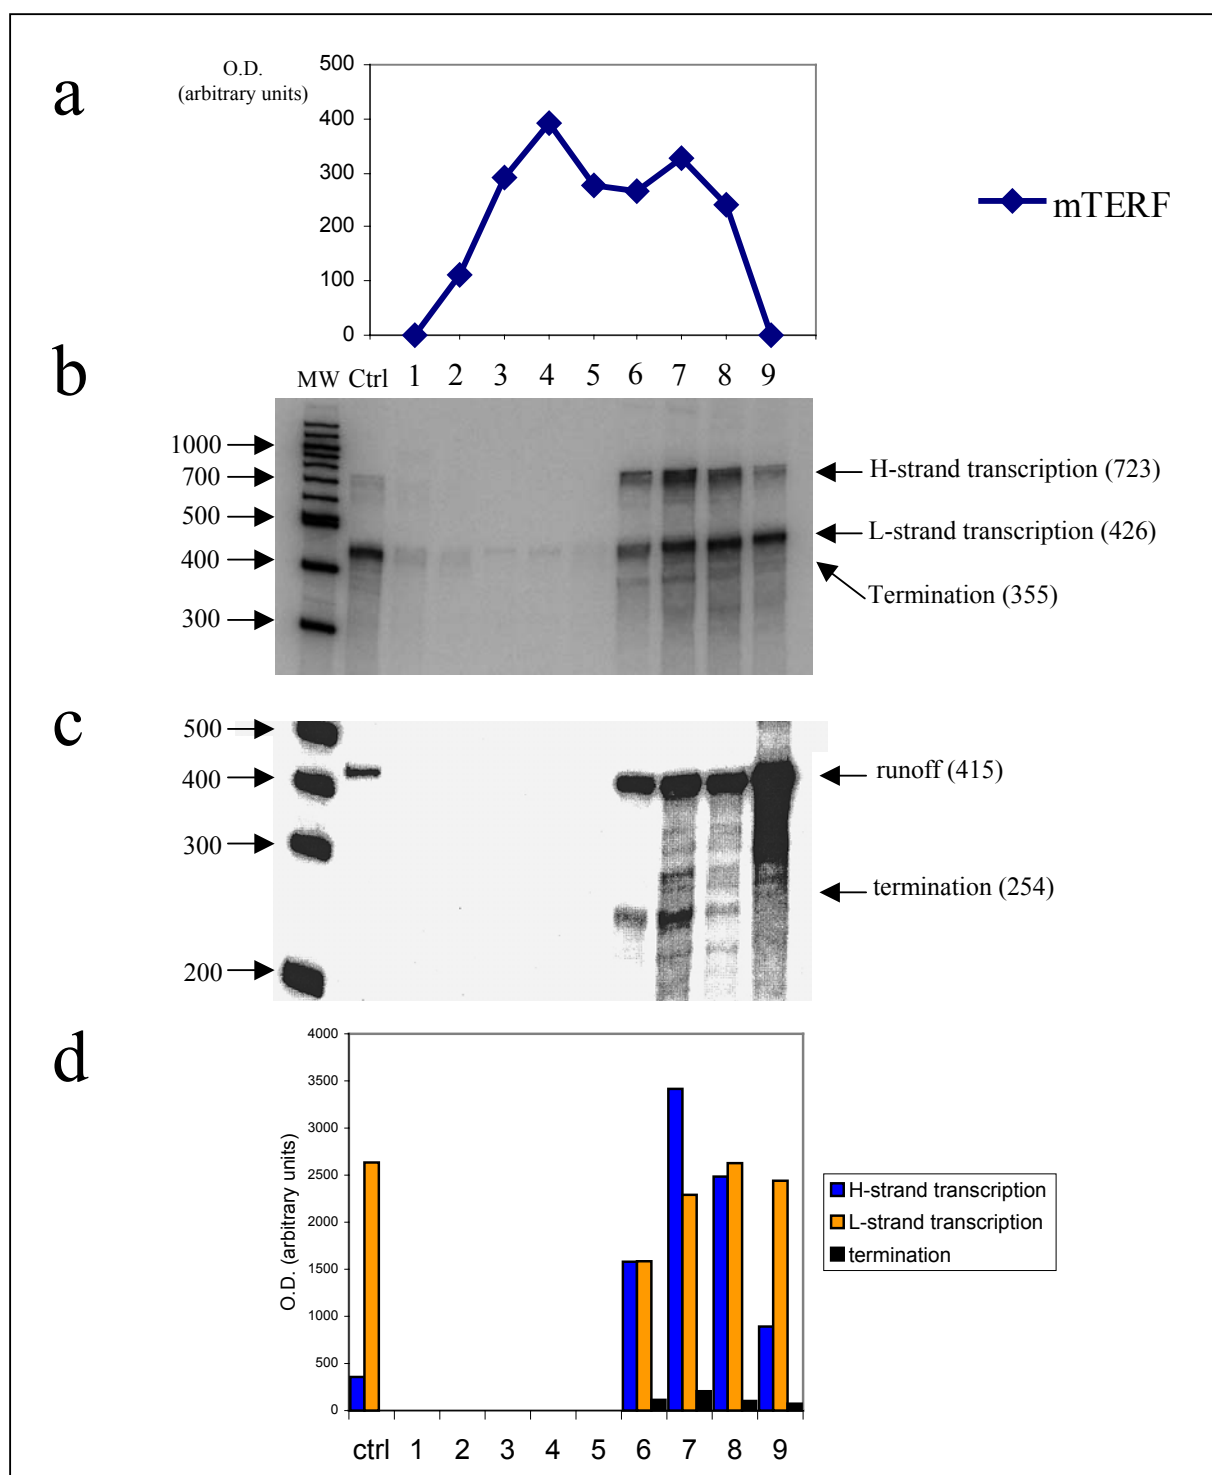 a
O.D.
(arbitrary units)
500
400
300
200
100
0
mTERF
b
MW Ctrl 1 2 3 4 5 6 7 8 9
1000
700
500
400
300
H-strand transcription (723)
L-strand transcription (426)
Termination (355)
c
500
400
300
200
runoff (415)
termination (254)
d
O.D. (arbitrary units)
4000
3500
3000
2500
2000
1500
1000
500
0
ctrl 1 2 3 4 5 6 7 8 9
H-strand transcription
L-strand transcription
termination